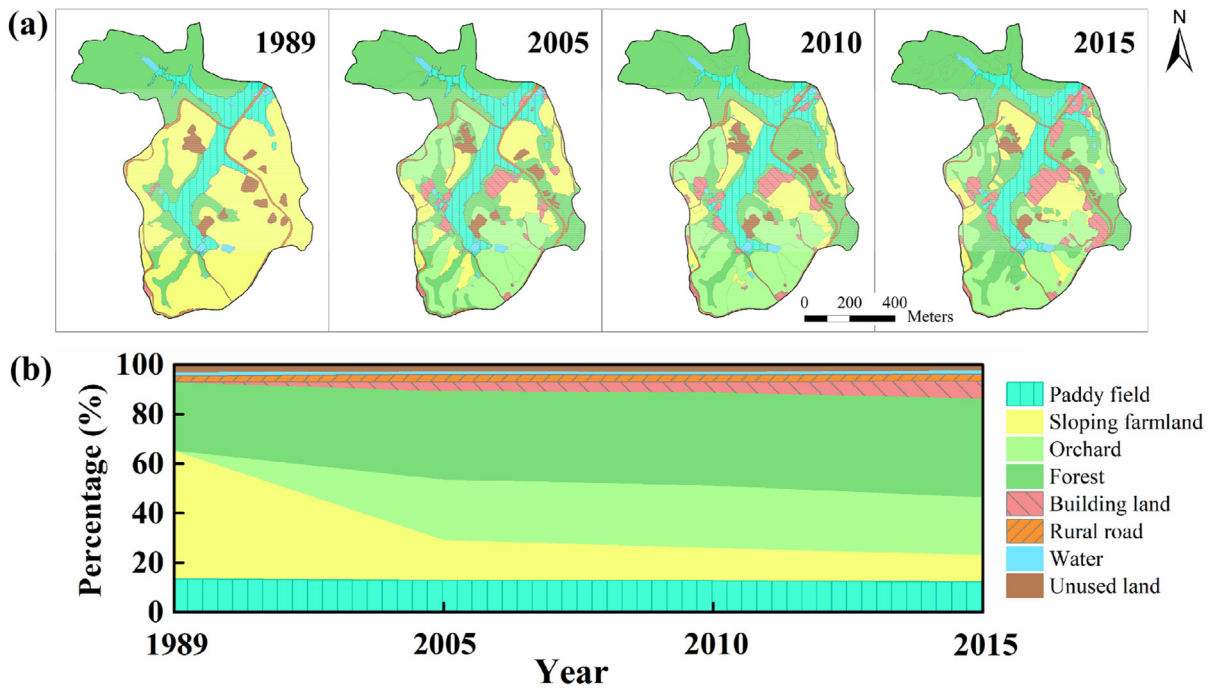 (a)
1989
2005
2010
2015
N
0 200 400
Meters
(b)
Percentage (%)
100
80
60
40
20
0
1989
2005
2010
2015
Year
Paddy field
Sloping farmland
Orchard
Forest
Building land
Rural road
Water
Unused land